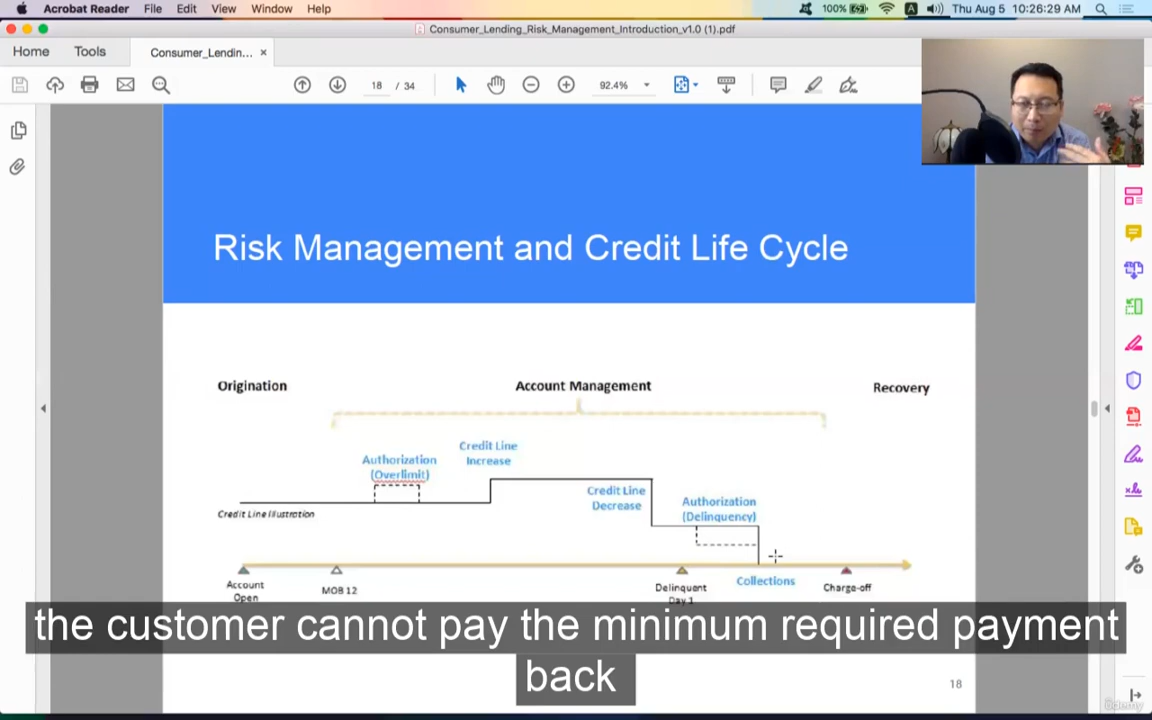 Acrobat Reader File Edit View Window Help 100% A Thu Aug 5 10:26:29 AM
Consumer_Lending_Risk_Management_Introduction_v1.0 (1).pdf
Home Tools Consumer_Lendin... ×
18 / 34 92.4%
Risk Management and Credit Life Cycle
Origination Account Management Recovery
Credit Line
Increase
Authorization
(Overlimit)
Credit Line
Decrease
Authorization
(Delinquency)
Credit Line Illustration
Account
Open
MOB 12
Delinquent
Day 1
Collections
Charge-off
the customer cannot pay the minimum required payment
back
18
ûdemy